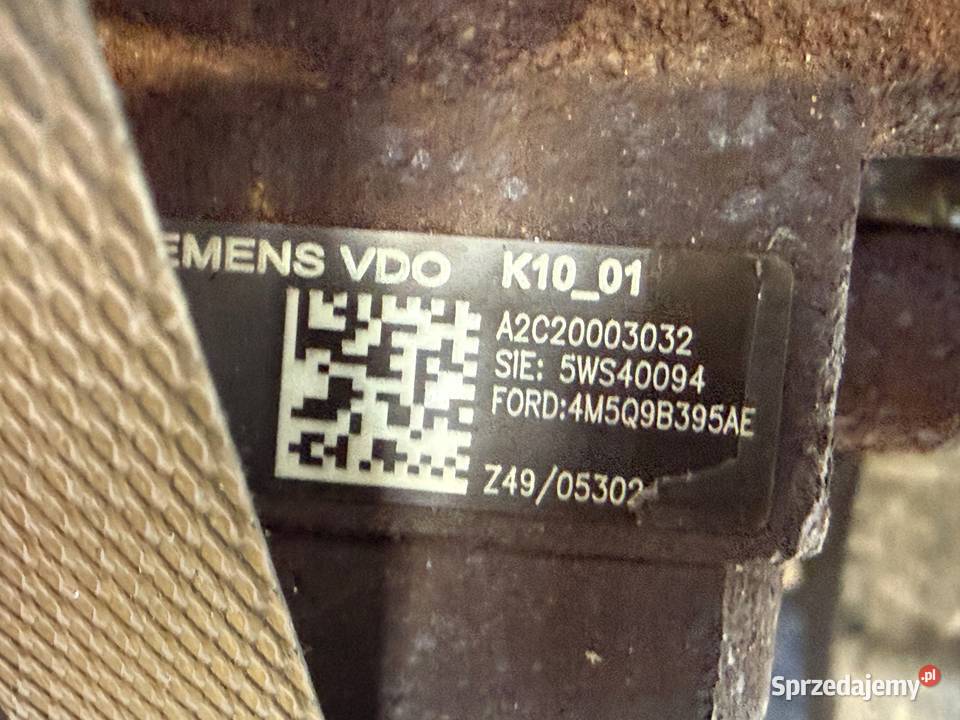 EMENS VDO K10_01
A2C20003032
SIE: 5WS40094
FORD:4M5Q9B395AE
Z49/05302
Sprzedajemy.pl